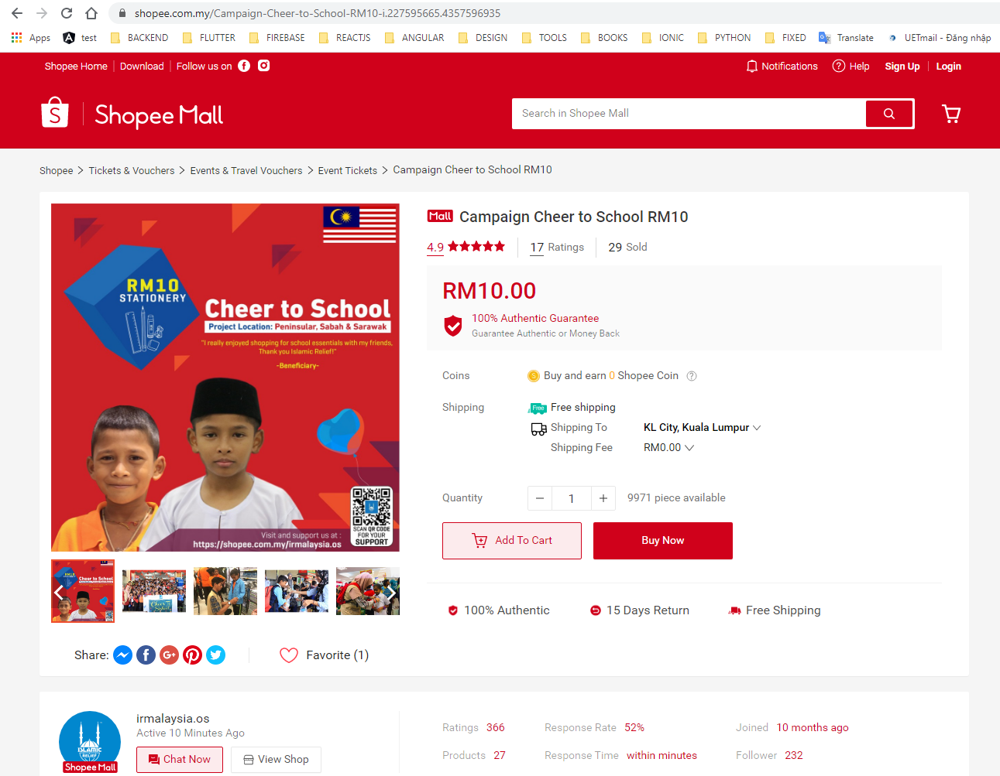 shopee.com.my/Campaign-Cheer-to-School-RM10-i.227595665.4357596935
Apps test BACKEND FLUTTER FIREBASE REACTJS ANGULAR DESIGN TOOLS BOOKS IONIC PYTHON FIXED Translate UETmail - Đăng nhập
Shopee Home Download Follow us on Notifications Help Sign Up Login
Shopee Mall
Search in Shopee Mall
Shopee > Tickets & Vouchers > Events & Travel Vouchers > Event Tickets > Campaign Cheer to School RM10
RM10
STATIONERY
Cheer to School
Project Location: Peninsular, Sabah & Sarawak
"I really enjoyed shopping for school essentials with my friends,
Thank you Islamic Relief!"
-Beneficiary-
SCAN QR CODE
FOR YOUR
SUPPORT
Visit and support us at :
https://shopee.com.my/irmalaysia.os
Mall Campaign Cheer to School RM10
4.9 17 Ratings 29 Sold
RM10.00
100% Authentic Guarantee
Guarantee Authentic or Money Back
Coins Buy and earn 0 Shopee Coin ?
Shipping Free Free shipping
Shipping To KL City, Kuala Lumpur
Shipping Fee RM0.00
Quantity − 1 + 9971 piece available
Add To Cart Buy Now
100% Authentic 15 Days Return Free Shipping
Share: Favorite (1)
irmalaysia.os
Active 10 Minutes Ago
Chat Now View Shop
ISLAMIC
RELIEF
Shopee Mall
Ratings 366 Response Rate 52% Joined 10 months ago
Products 27 Response Time within minutes Follower 232